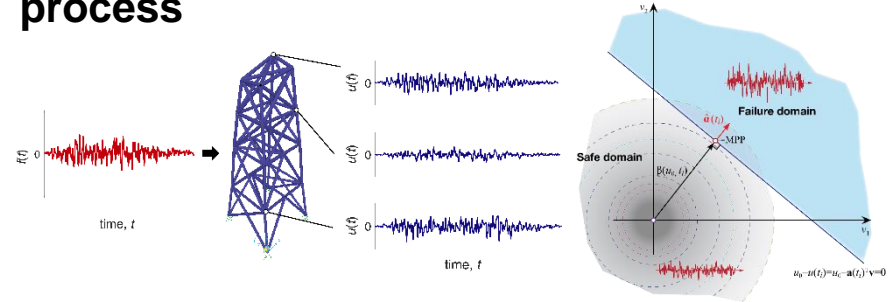 process
f(t)
0
time, t
u(t)
0
u(t)
0
u(t)
0
time, t
v₂
Failure domain
α̂(tᵢ)
MPP
Safe domain
β(u₀, tᵢ)
v₁
u₀–u(tᵢ)=u₀–a(tᵢ)·v=0